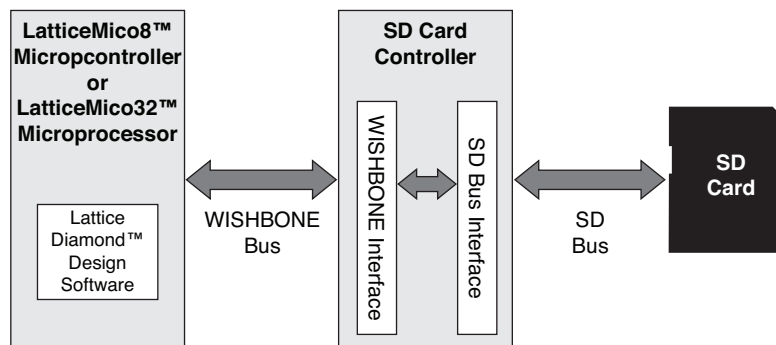 LatticeMico8™
Micropcontroller
or
LatticeMico32™
Microprocessor
Lattice
Diamond™
Design
Software
WISHBONE
Bus
SD Card
Controller
WISHBONE Interface
SD Bus Interface
SD
Bus
SD
Card